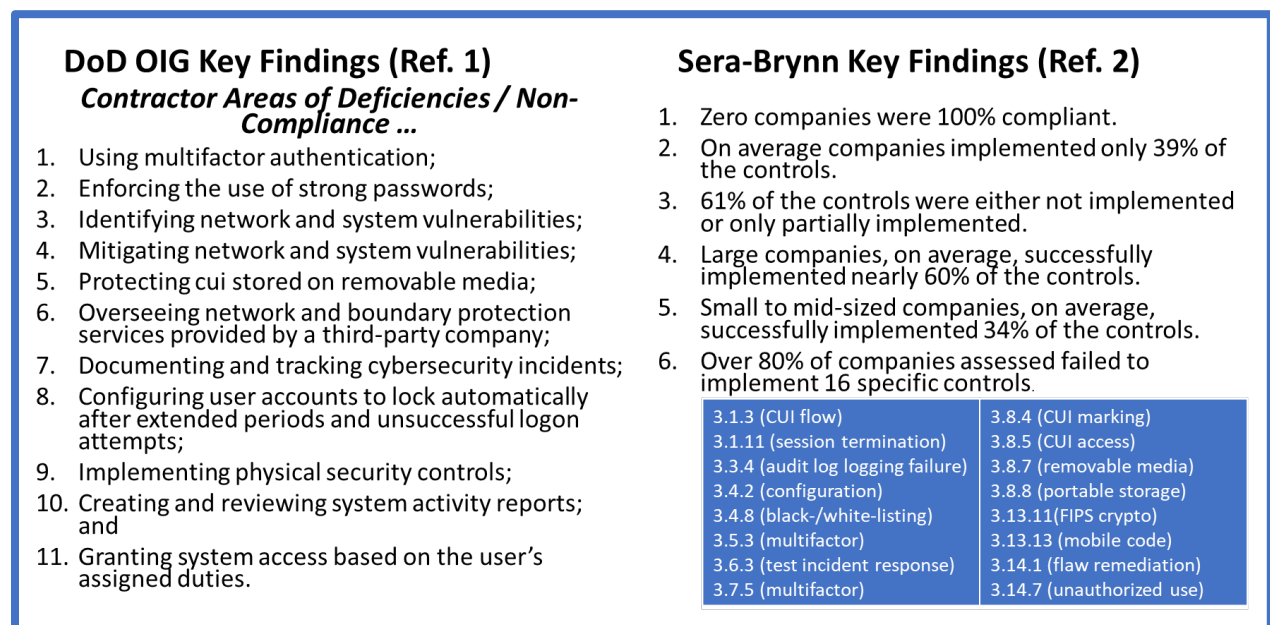 DoD OIG Key Findings (Ref. 1)
Contractor Areas of Deficiencies / Non-
Compliance …
1. Using multifactor authentication;
2. Enforcing the use of strong passwords;
3. Identifying network and system vulnerabilities;
4. Mitigating network and system vulnerabilities;
5. Protecting cui stored on removable media;
6. Overseeing network and boundary protection
services provided by a third-party company;
7. Documenting and tracking cybersecurity incidents;
8. Configuring user accounts to lock automatically
after extended periods and unsuccessful logon
attempts;
9. Implementing physical security controls;
10. Creating and reviewing system activity reports;
and
11. Granting system access based on the user’s
assigned duties.
Sera-Brynn Key Findings (Ref. 2)
1. Zero companies were 100% compliant.
2. On average companies implemented only 39% of
the controls.
3. 61% of the controls were either not implemented
or only partially implemented.
4. Large companies, on average, successfully
implemented nearly 60% of the controls.
5. Small to mid-sized companies, on average,
successfully implemented 34% of the controls.
6. Over 80% of companies assessed failed to
implement 16 specific controls.
3.1.3 (CUI flow)
3.1.11 (session termination)
3.3.4 (audit log logging failure)
3.4.2 (configuration)
3.4.8 (black-/white-listing)
3.5.3 (multifactor)
3.6.3 (test incident response)
3.7.5 (multifactor)
3.8.4 (CUI marking)
3.8.5 (CUI access)
3.8.7 (removable media)
3.8.8 (portable storage)
3.13.11(FIPS crypto)
3.13.13 (mobile code)
3.14.1 (flaw remediation)
3.14.7 (unauthorized use)